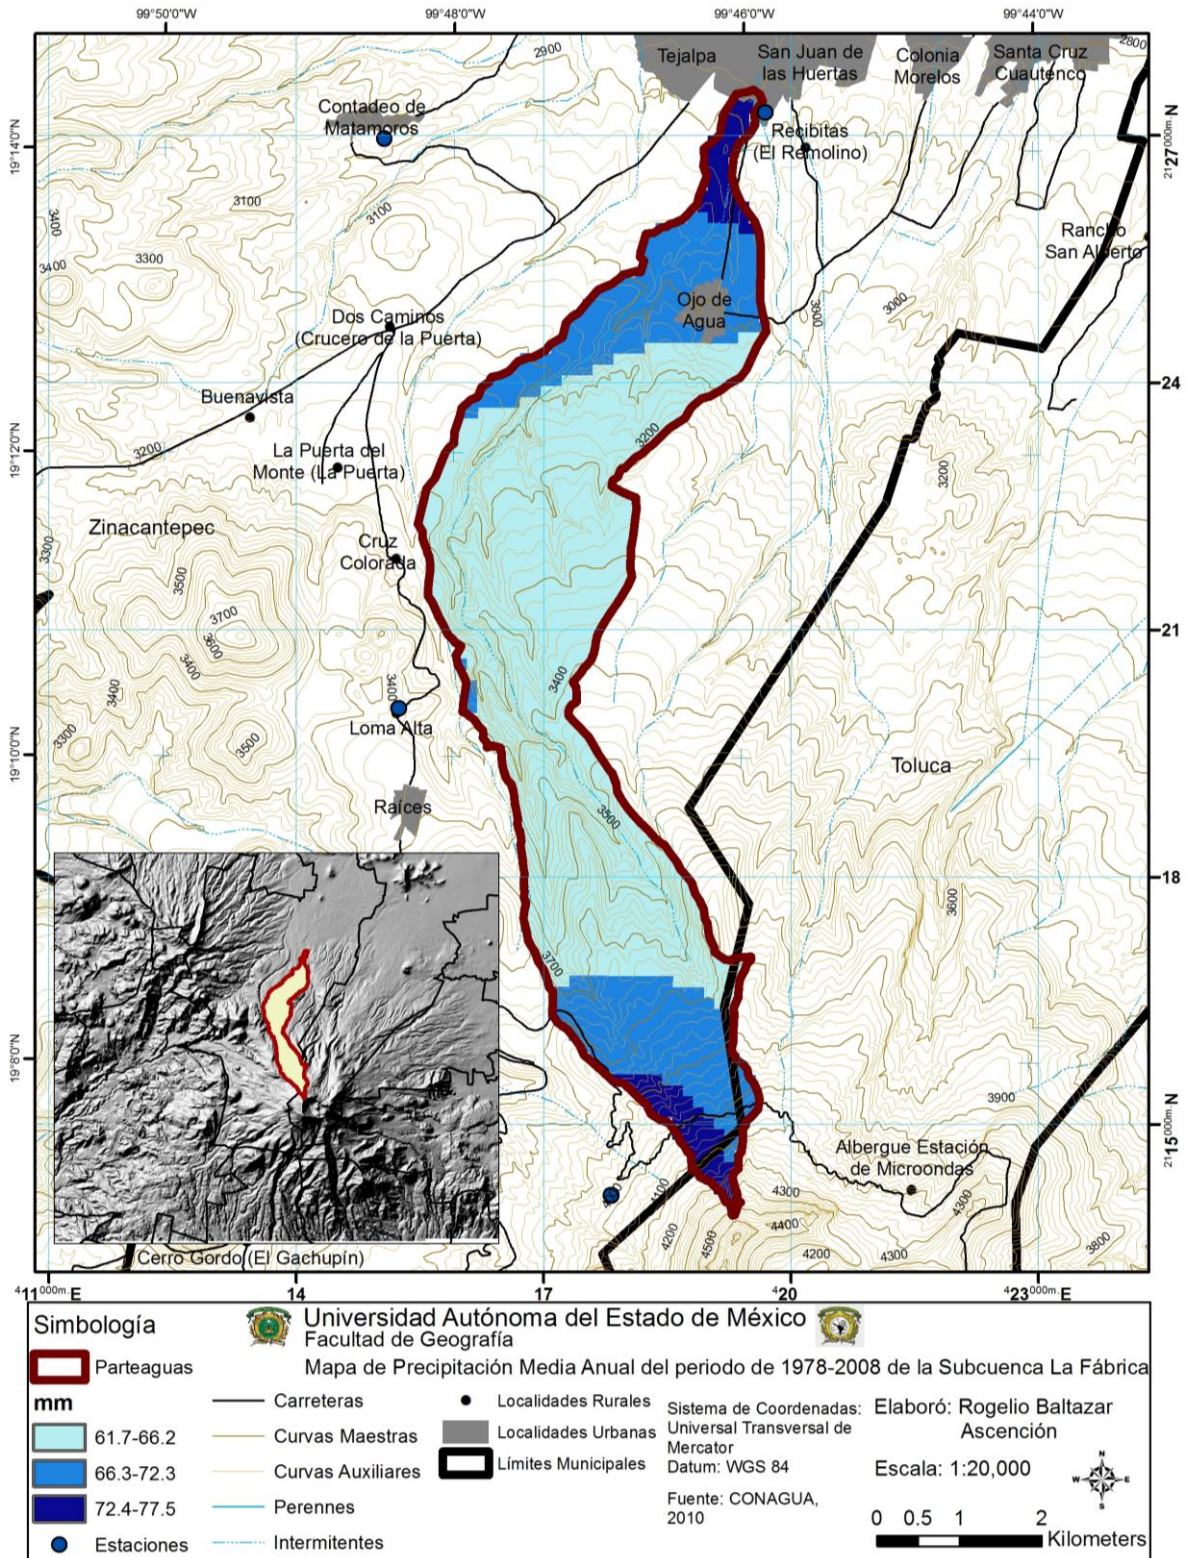 99°50'0"W
99°48'0"W
99°46'0"W
99°44'0"W
2900
Tejalpa
San Juan de
las Huertas
Colonia
Morelos
Santa Cruz
Cuautenco
2800
Contadeo de
Matamoros
19°14'0"N
Recibitas
(El Remolino)
2127000m. N
3100
3400
3100
3300
3400
Rancho
San Alberto
Ojo de
Agua
3000
3000
Dos Caminos
(Crucero de la Puerta)
24
Buenavista
3200
3200
19°12'0"N
La Puerta del
Monte (La Puerta)
3200
Zinacantepec
3300
Cruz
Colorada
3500
3700
3600
3400
21
3400
3400
3400
Loma Alta
3300
3500
19°10'0"N
Toluca
Raíces
3500
18
3600
3700
19°8'0"N
3900
Albergue Estación
de Microondas
2115000m. N
4300
4300
4400
4200
4500
4200
4300
3800
Cerro Gordo (El Gachupín)
411000m. E
14
17
20
423000m. E
Simbología
Universidad Autónoma del Estado de México
Facultad de Geografía
Parteaguas
Mapa de Precipitación Media Anual del periodo de 1978-2008 de la Subcuenca La Fábrica
mm
61.7-66.2
66.3-72.3
72.4-77.5
Estaciones
Carreteras
Curvas Maestras
Curvas Auxiliares
Perennes
Intermitentes
Localidades Rurales
Localidades Urbanas
Límites Municipales
Sistema de Coordenadas:
Universal Transversal de
Mercator
Datum: WGS 84
Fuente: CONAGUA,
2010
Elaboró: Rogelio Baltazar
Ascención
Escala: 1:20,000
N
W
E
S
0 0.5 1 2
Kilometers